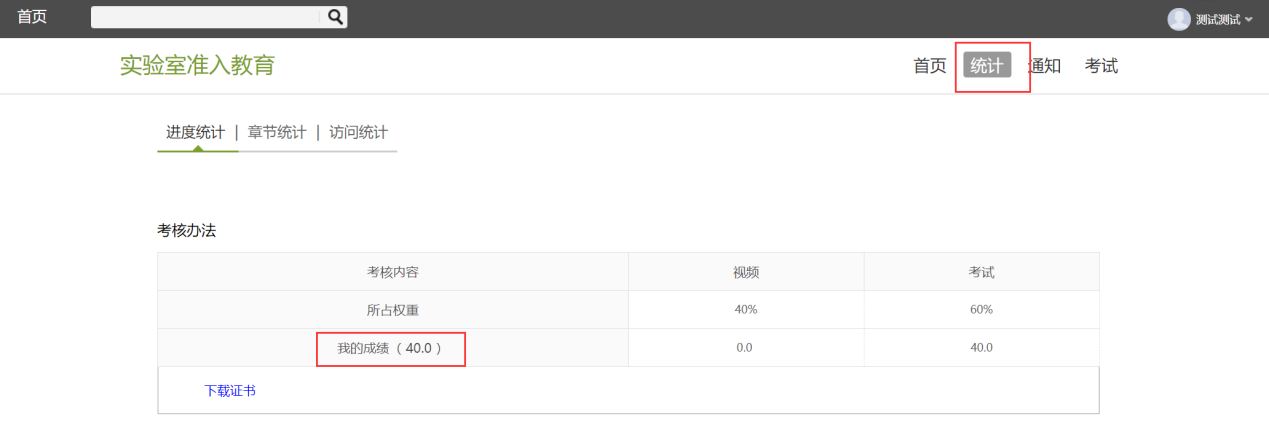 首页
测试测试
实验室准入教育
首页 统计 通知 考试
进度统计 | 章节统计 | 访问统计
考核办法
考核内容 视频 考试
所占权重 40% 60%
我的成绩（ 40.0 ） 0.0 40.0
下载证书